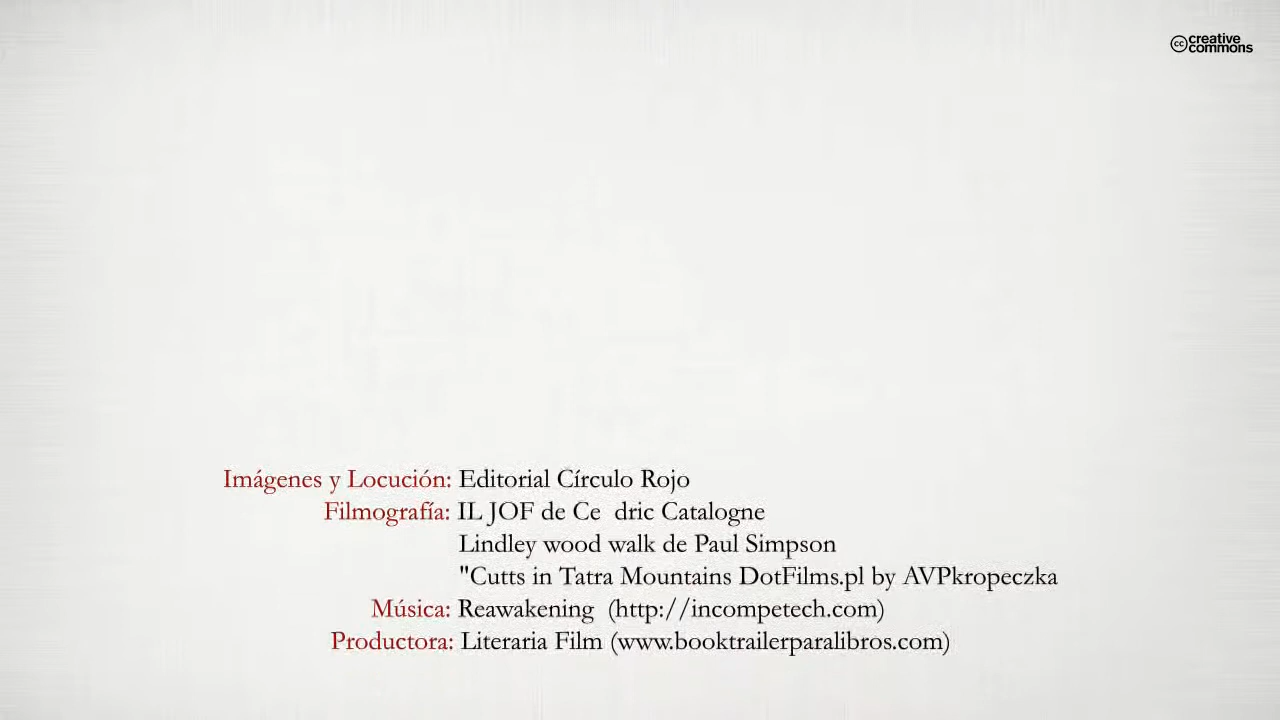 cc creative
commons
Imágenes y Locución: Editorial Círculo Rojo
Filmografía: IL JOF de Ce  dric Catalogne
Lindley wood walk de Paul Simpson
"Cutts in Tatra Mountains DotFilms.pl by AVPkropeczka
Música: Reawakening  (http://incompetech.com)
Productora: Literaria Film (www.booktrailerparalibros.com)